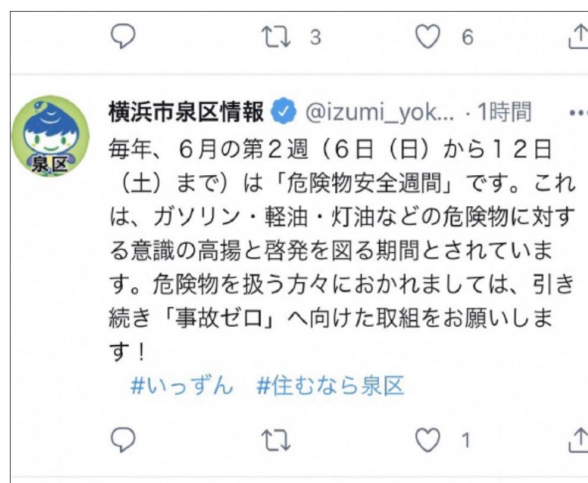 3 6
泉区
横浜市泉区情報 @izumi_yok... · 1時間
毎年、６月の第２週（６日（日）から１２日
（土）まで）は「危険物安全週間」です。これ
は、ガソリン・軽油・灯油などの危険物に対す
る意識の高揚と啓発を図る期間とされていま
す。危険物を扱う方々におかれましては、引き
続き「事故ゼロ」へ向けた取組をお願いしま
す！
#いっずん #住むなら泉区
1